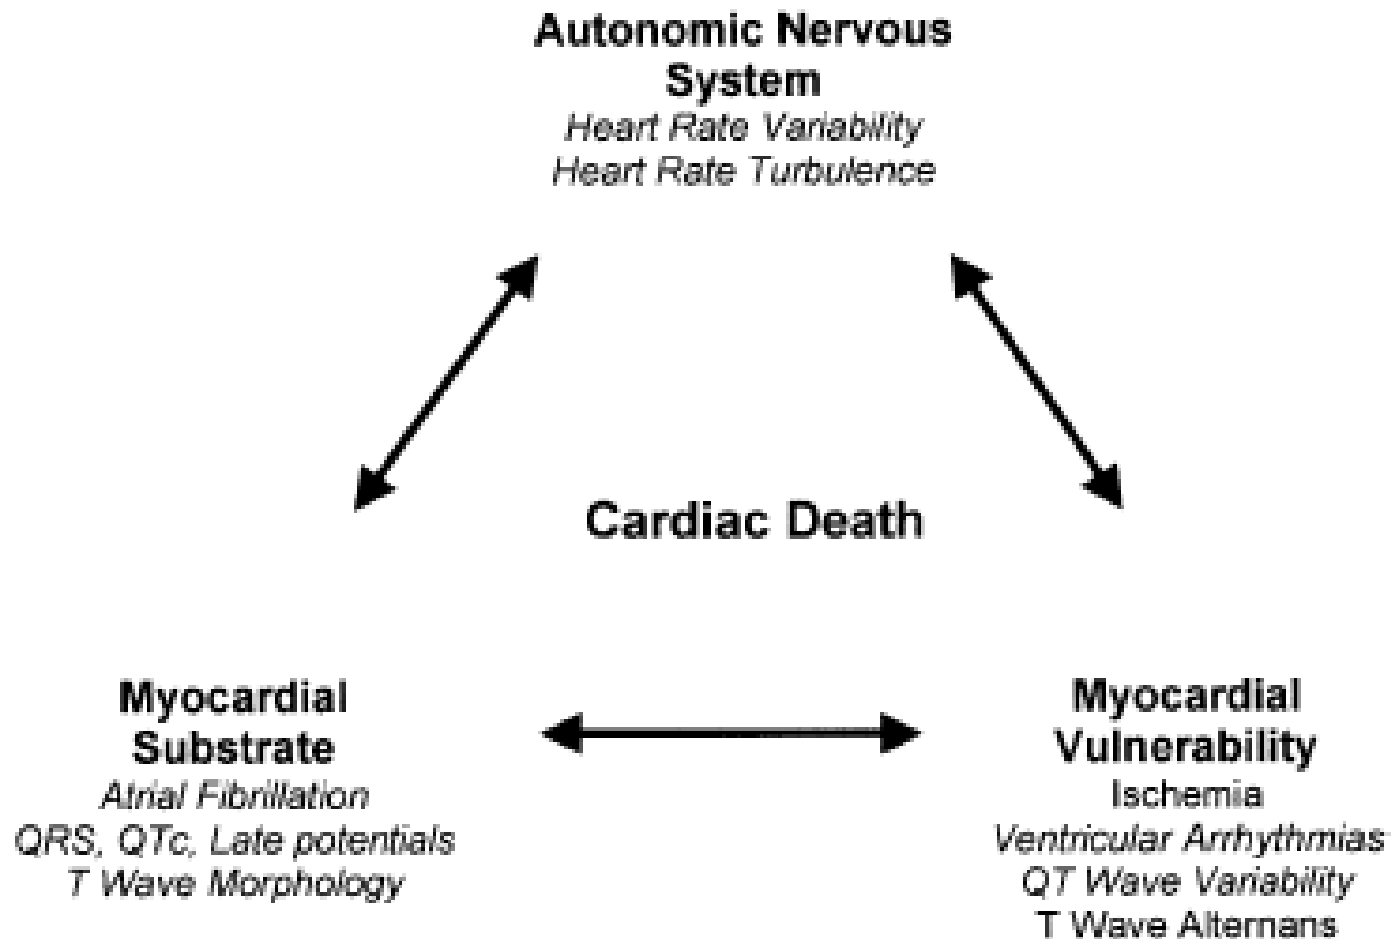 Autonomic Nervous
System
Heart Rate Variability
Heart Rate Turbulence
Cardiac Death
Myocardial
Substrate
Atrial Fibrillation
QRS, QTc, Late potentials
T Wave Morphology
Myocardial
Vulnerability
Ischemia
Ventricular Arrhythmias
QT Wave Variability
T Wave Alternans